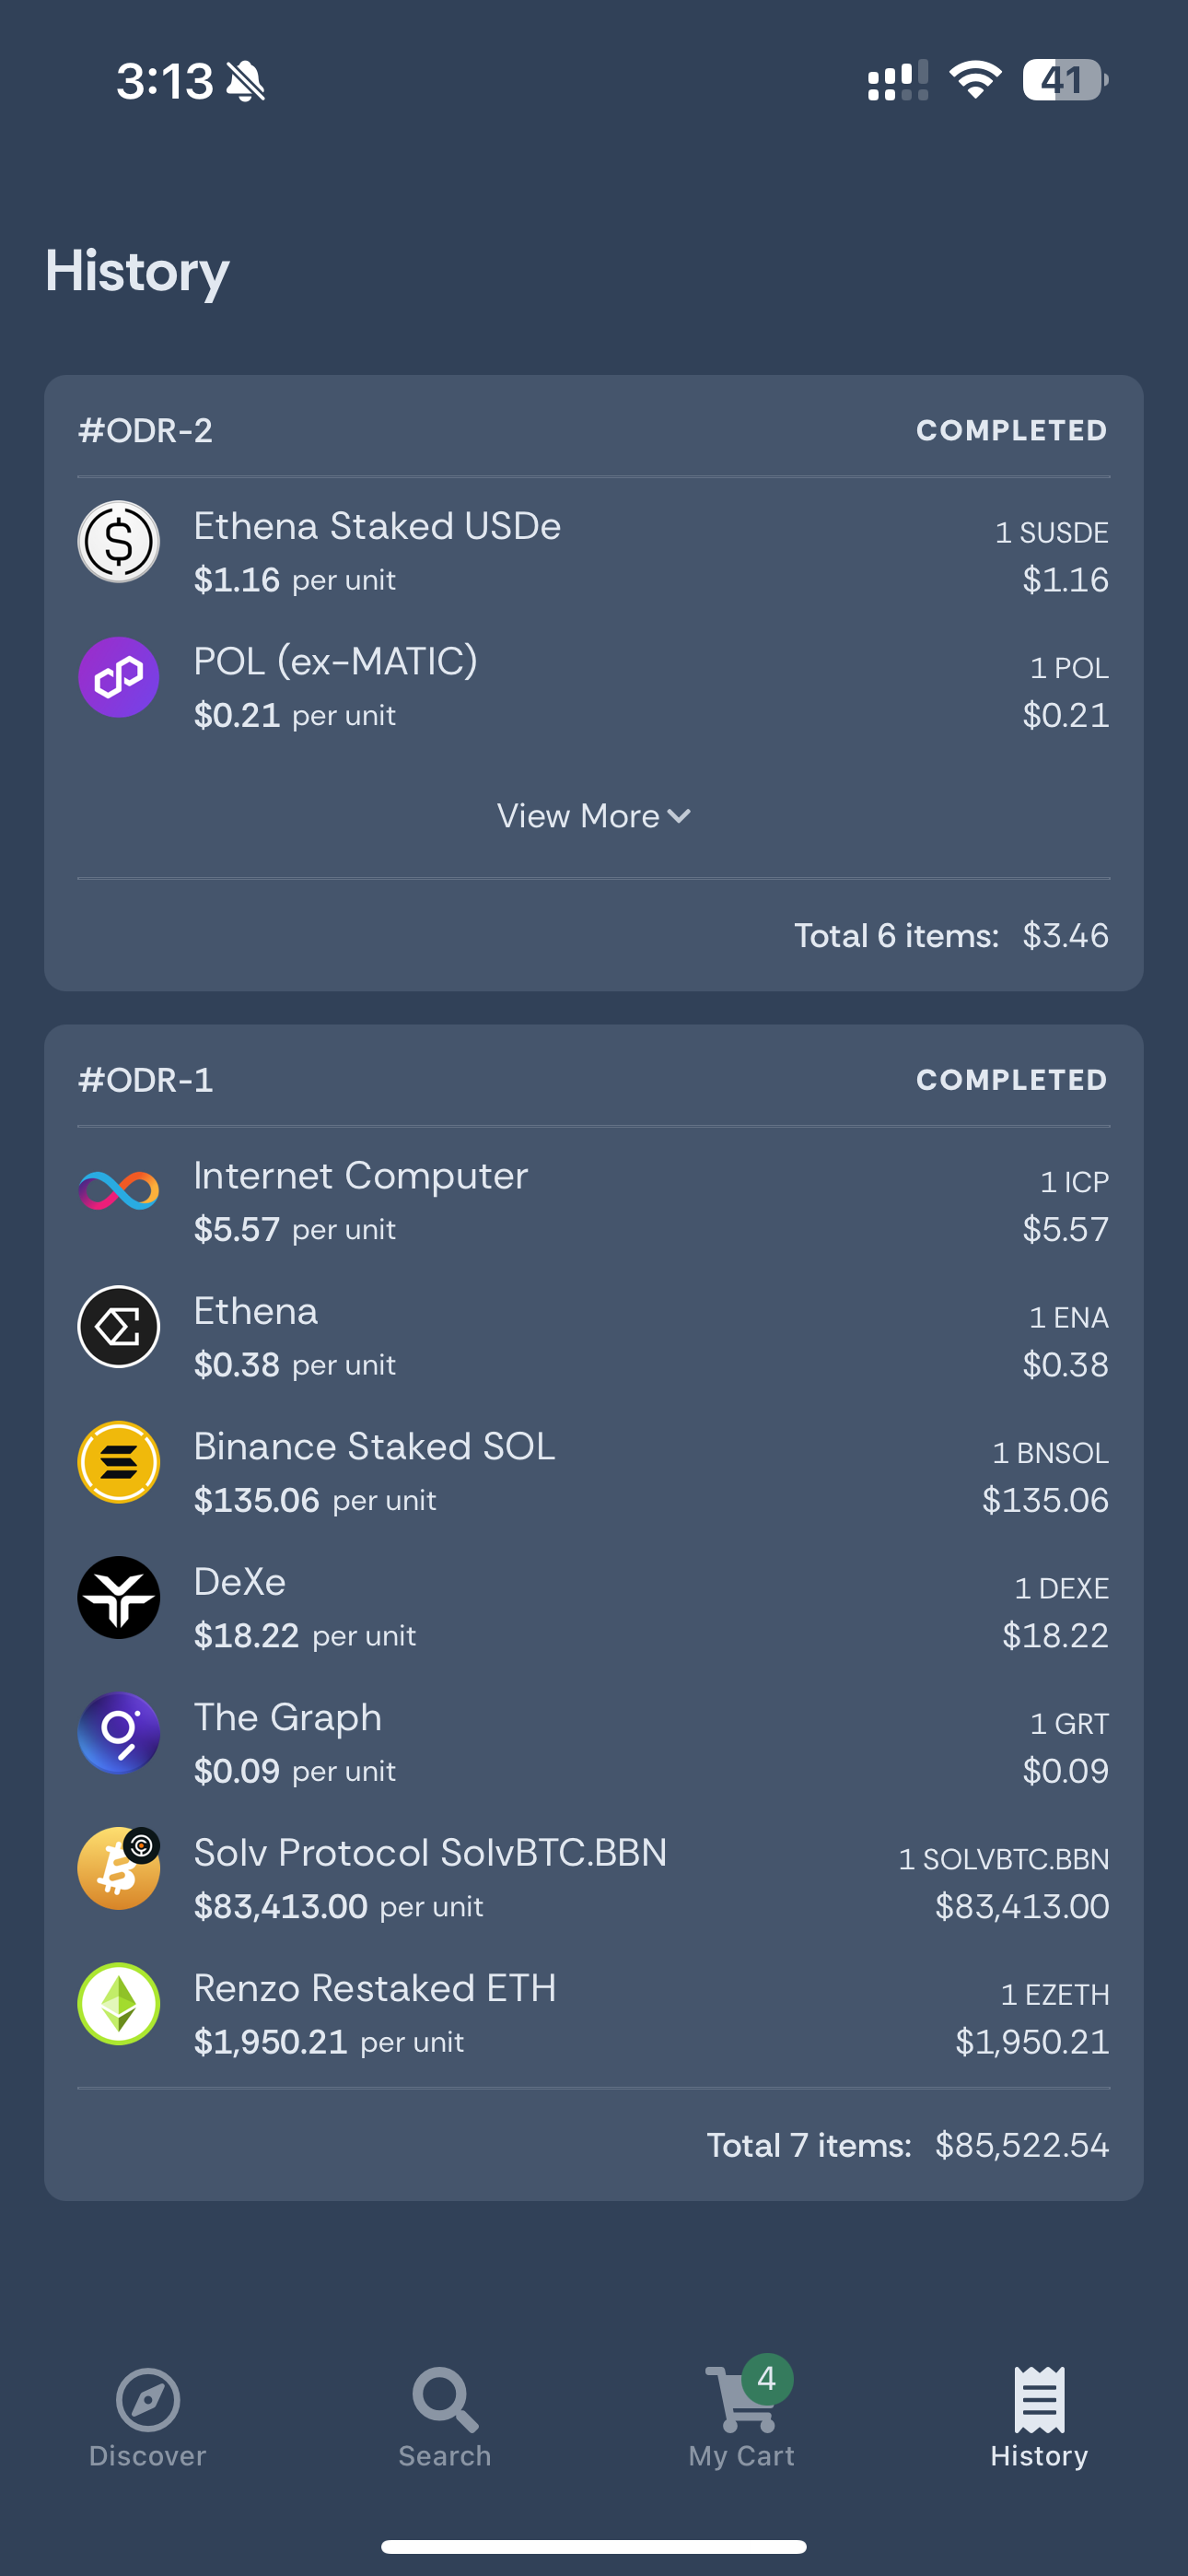 3:13
41
History
#ODR-2 COMPLETED
Ethena Staked USDe 1 SUSDE
$1.16 per unit $1.16
POL (ex-MATIC) 1 POL
$0.21 per unit $0.21
View More
Total 6 items: $3.46
#ODR-1 COMPLETED
Internet Computer 1 ICP
$5.57 per unit $5.57
Ethena 1 ENA
$0.38 per unit $0.38
Binance Staked SOL 1 BNSOL
$135.06 per unit $135.06
DeXe 1 DEXE
$18.22 per unit $18.22
The Graph 1 GRT
$0.09 per unit $0.09
Solv Protocol SolvBTC.BBN 1 SOLVBTC.BBN
$83,413.00 per unit $83,413.00
Renzo Restaked ETH 1 EZETH
$1,950.21 per unit $1,950.21
Total 7 items: $85,522.54
4
Discover Search My Cart History